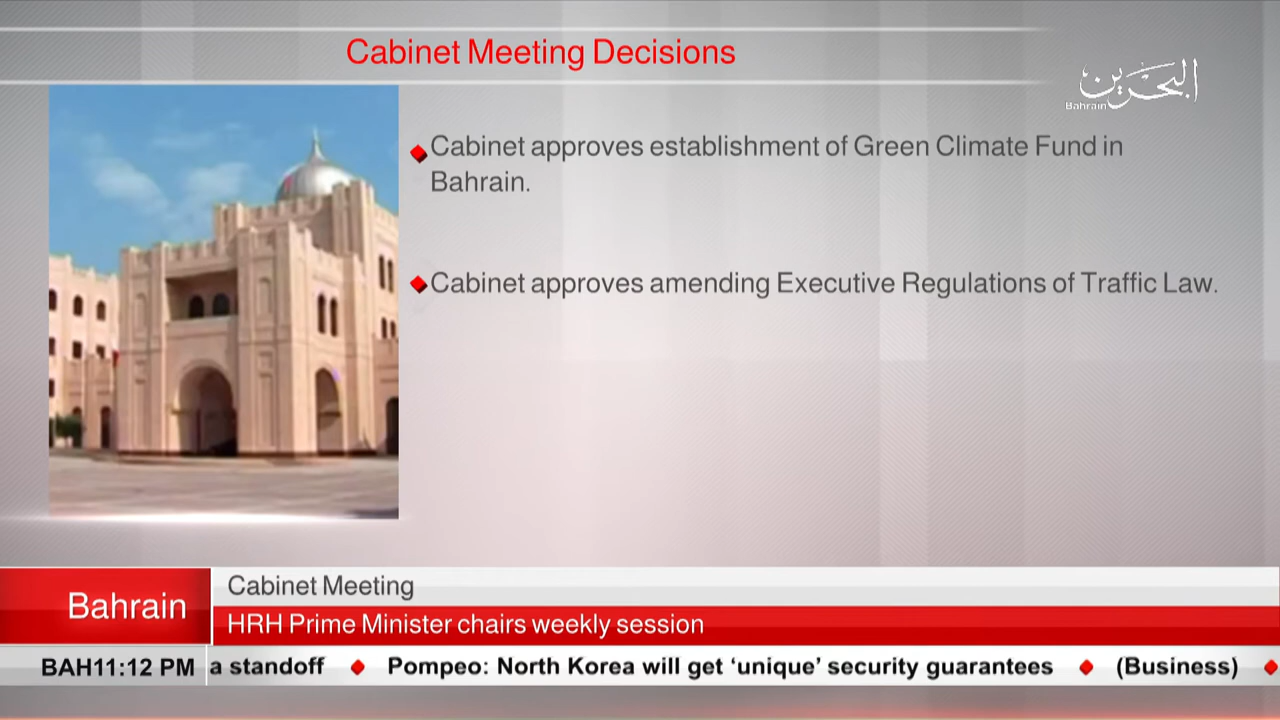 Cabinet Meeting Decisions
البحرين
Bahrain
Cabinet approves establishment of Green Climate Fund in
Bahrain.
Cabinet approves amending Executive Regulations of Traffic Law.
Bahrain
Cabinet Meeting
HRH Prime Minister chairs weekly session
BAH11:12 PM a standoff Pompeo: North Korea will get ‘unique’ security guarantees (Business)